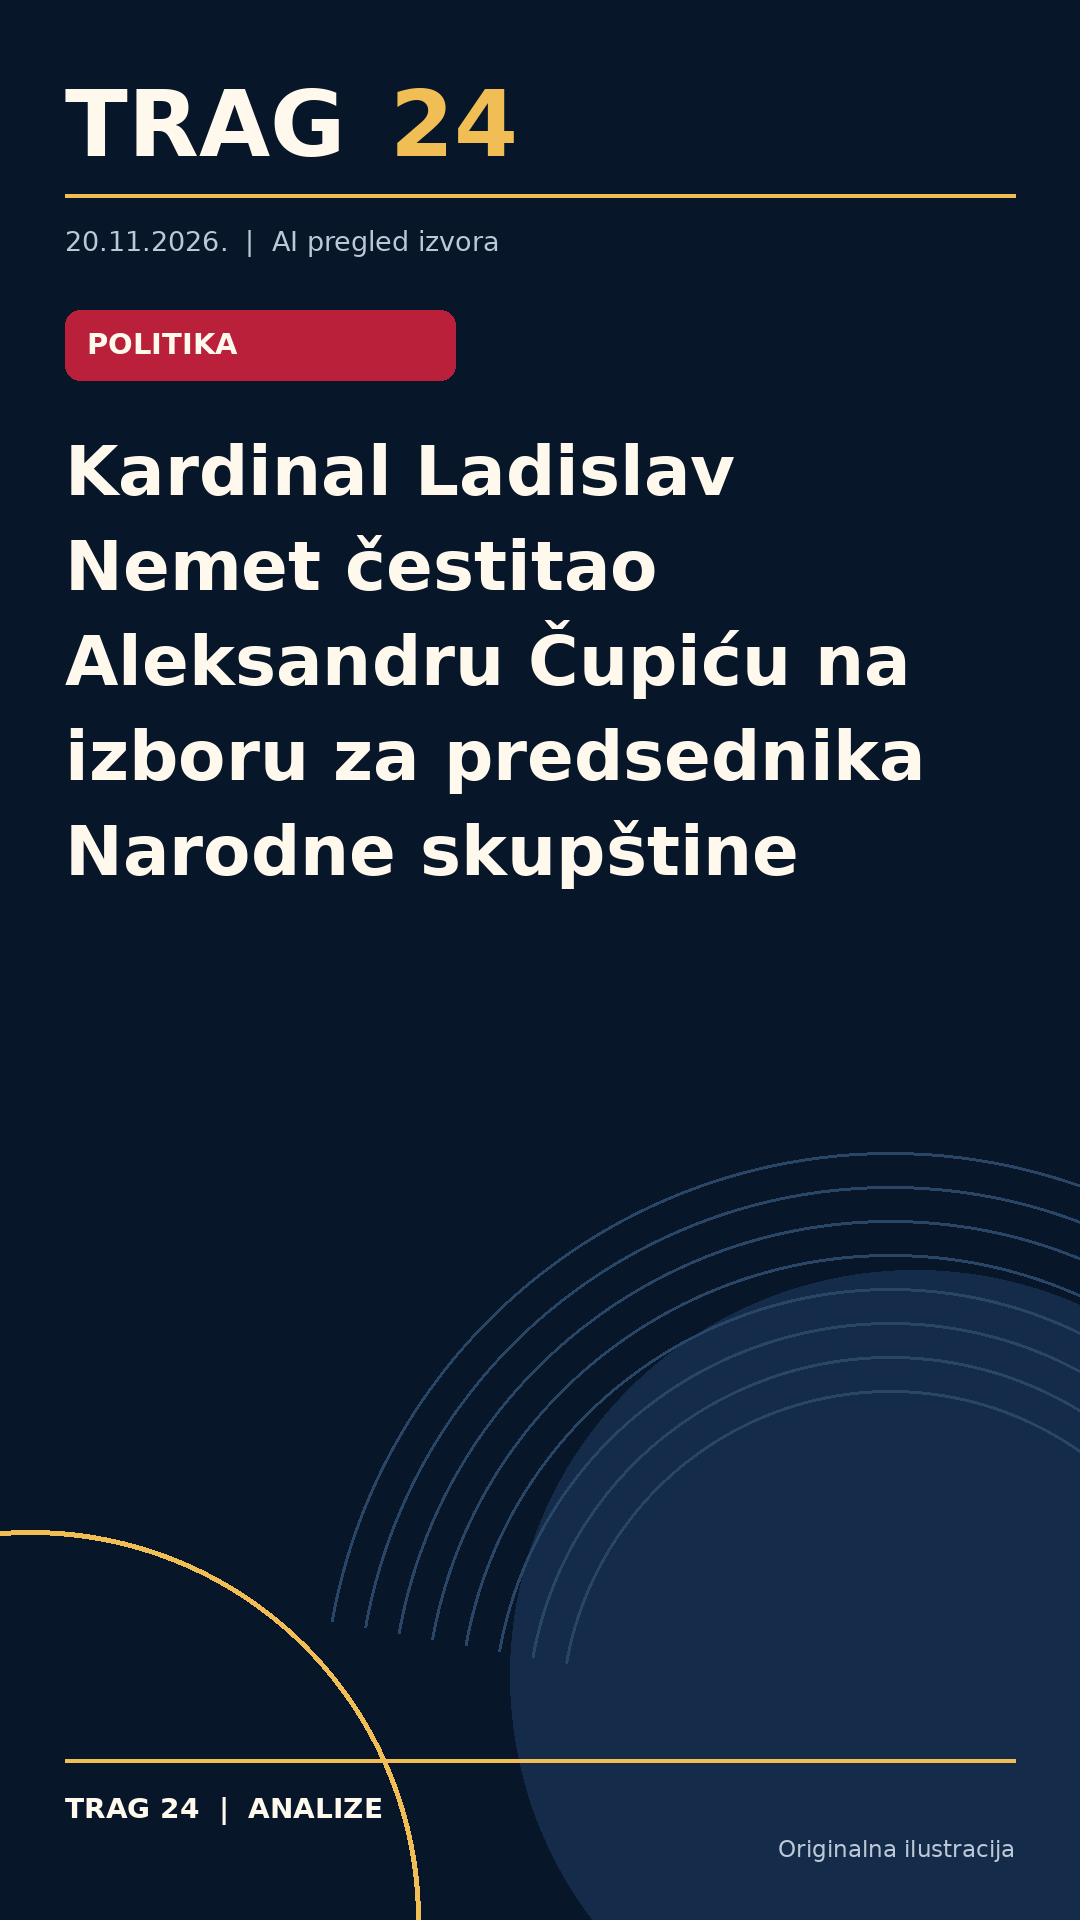 TRAG 24
20.11.2026. | AI pregled izvora
POLITIKA
Kardinal Ladislav
Nemet čestitao
Aleksandru Čupiću na
izboru za predsednika
Narodne skupštine
TRAG 24 | ANALIZE
Originalna ilustracija